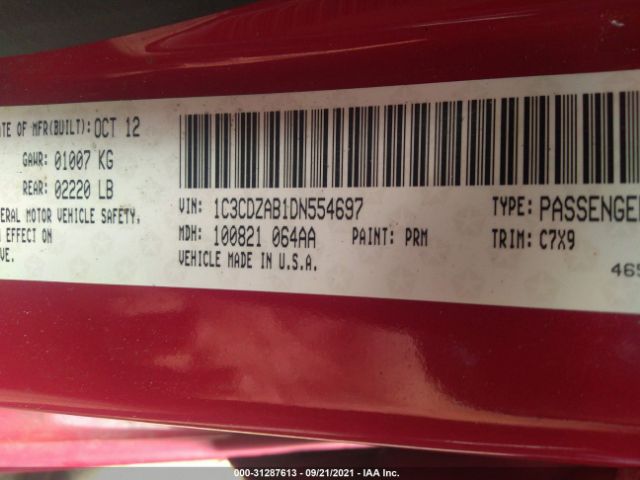 ATE OF MFR(BUILT): OCT 12
GAWR: 01007 KG
REAR: 02220 LB
ERAL MOTOR VEHICLE SAFETY.
EFFECT ON
VE.
VIN: 1C3CDZAB1DN554697 TYPE: PASSENGE
MDH: 100821 064AA PAINT: PRM TRIM: C7X9
VEHICLE MADE IN U.S.A.
465
000-31287613 - 09/21/2021 - IAA Inc.